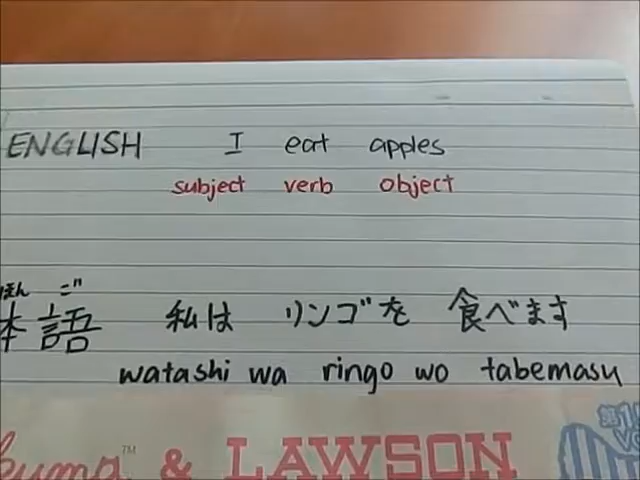 ENGLISH I eat apples
subject verb object
ほん ご
本語 私は リンゴを 食べます
watashi wa ringo wo tabemasu
& LAWSON